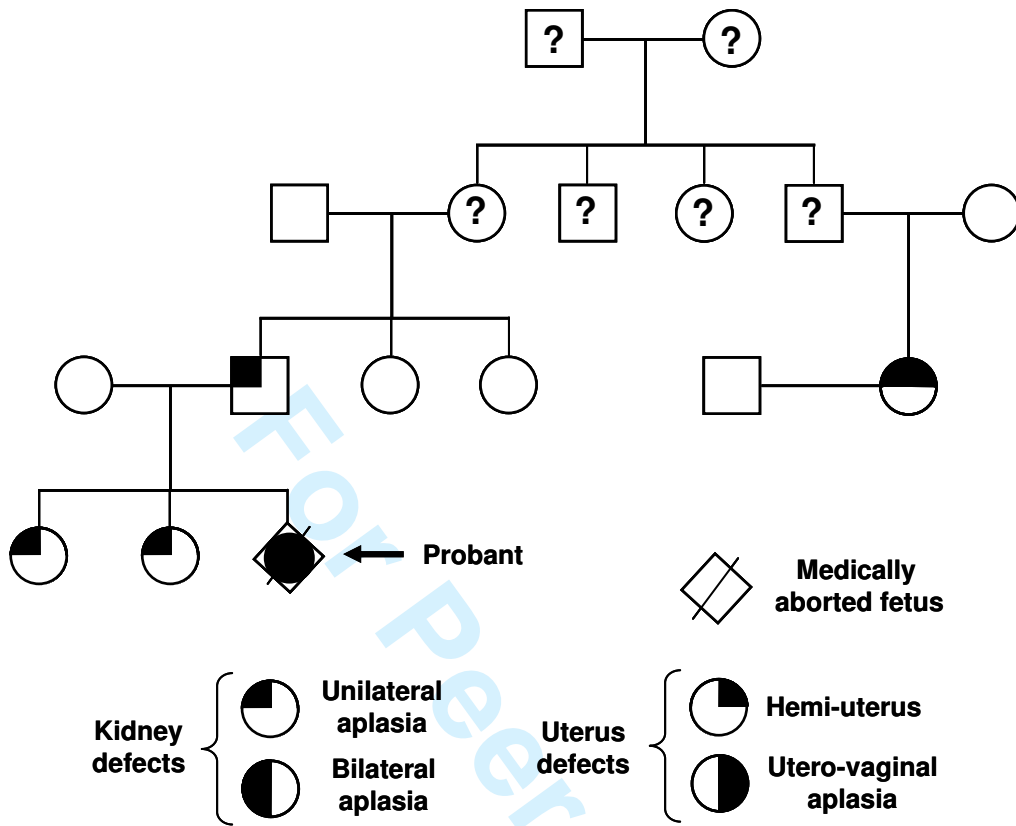 ? ?
? ? ? ?
Probant
Medically
aborted fetus
Kidney
defects
Unilateral
aplasia
Bilateral
aplasia
Uterus
defects
Hemi-uterus
Utero-vaginal
aplasia
For Peer